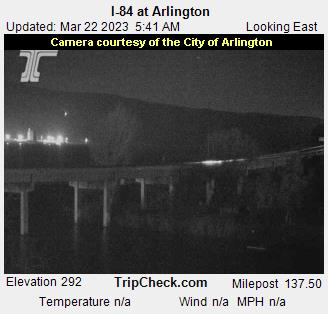 I-84 at Arlington
Updated: Mar 22 2023 5:41 AM Looking East
Camera courtesy of the City of Arlington
Elevation 292 TripCheck.com Milepost 137.50
Temperature n/a Wind n/a MPH n/a